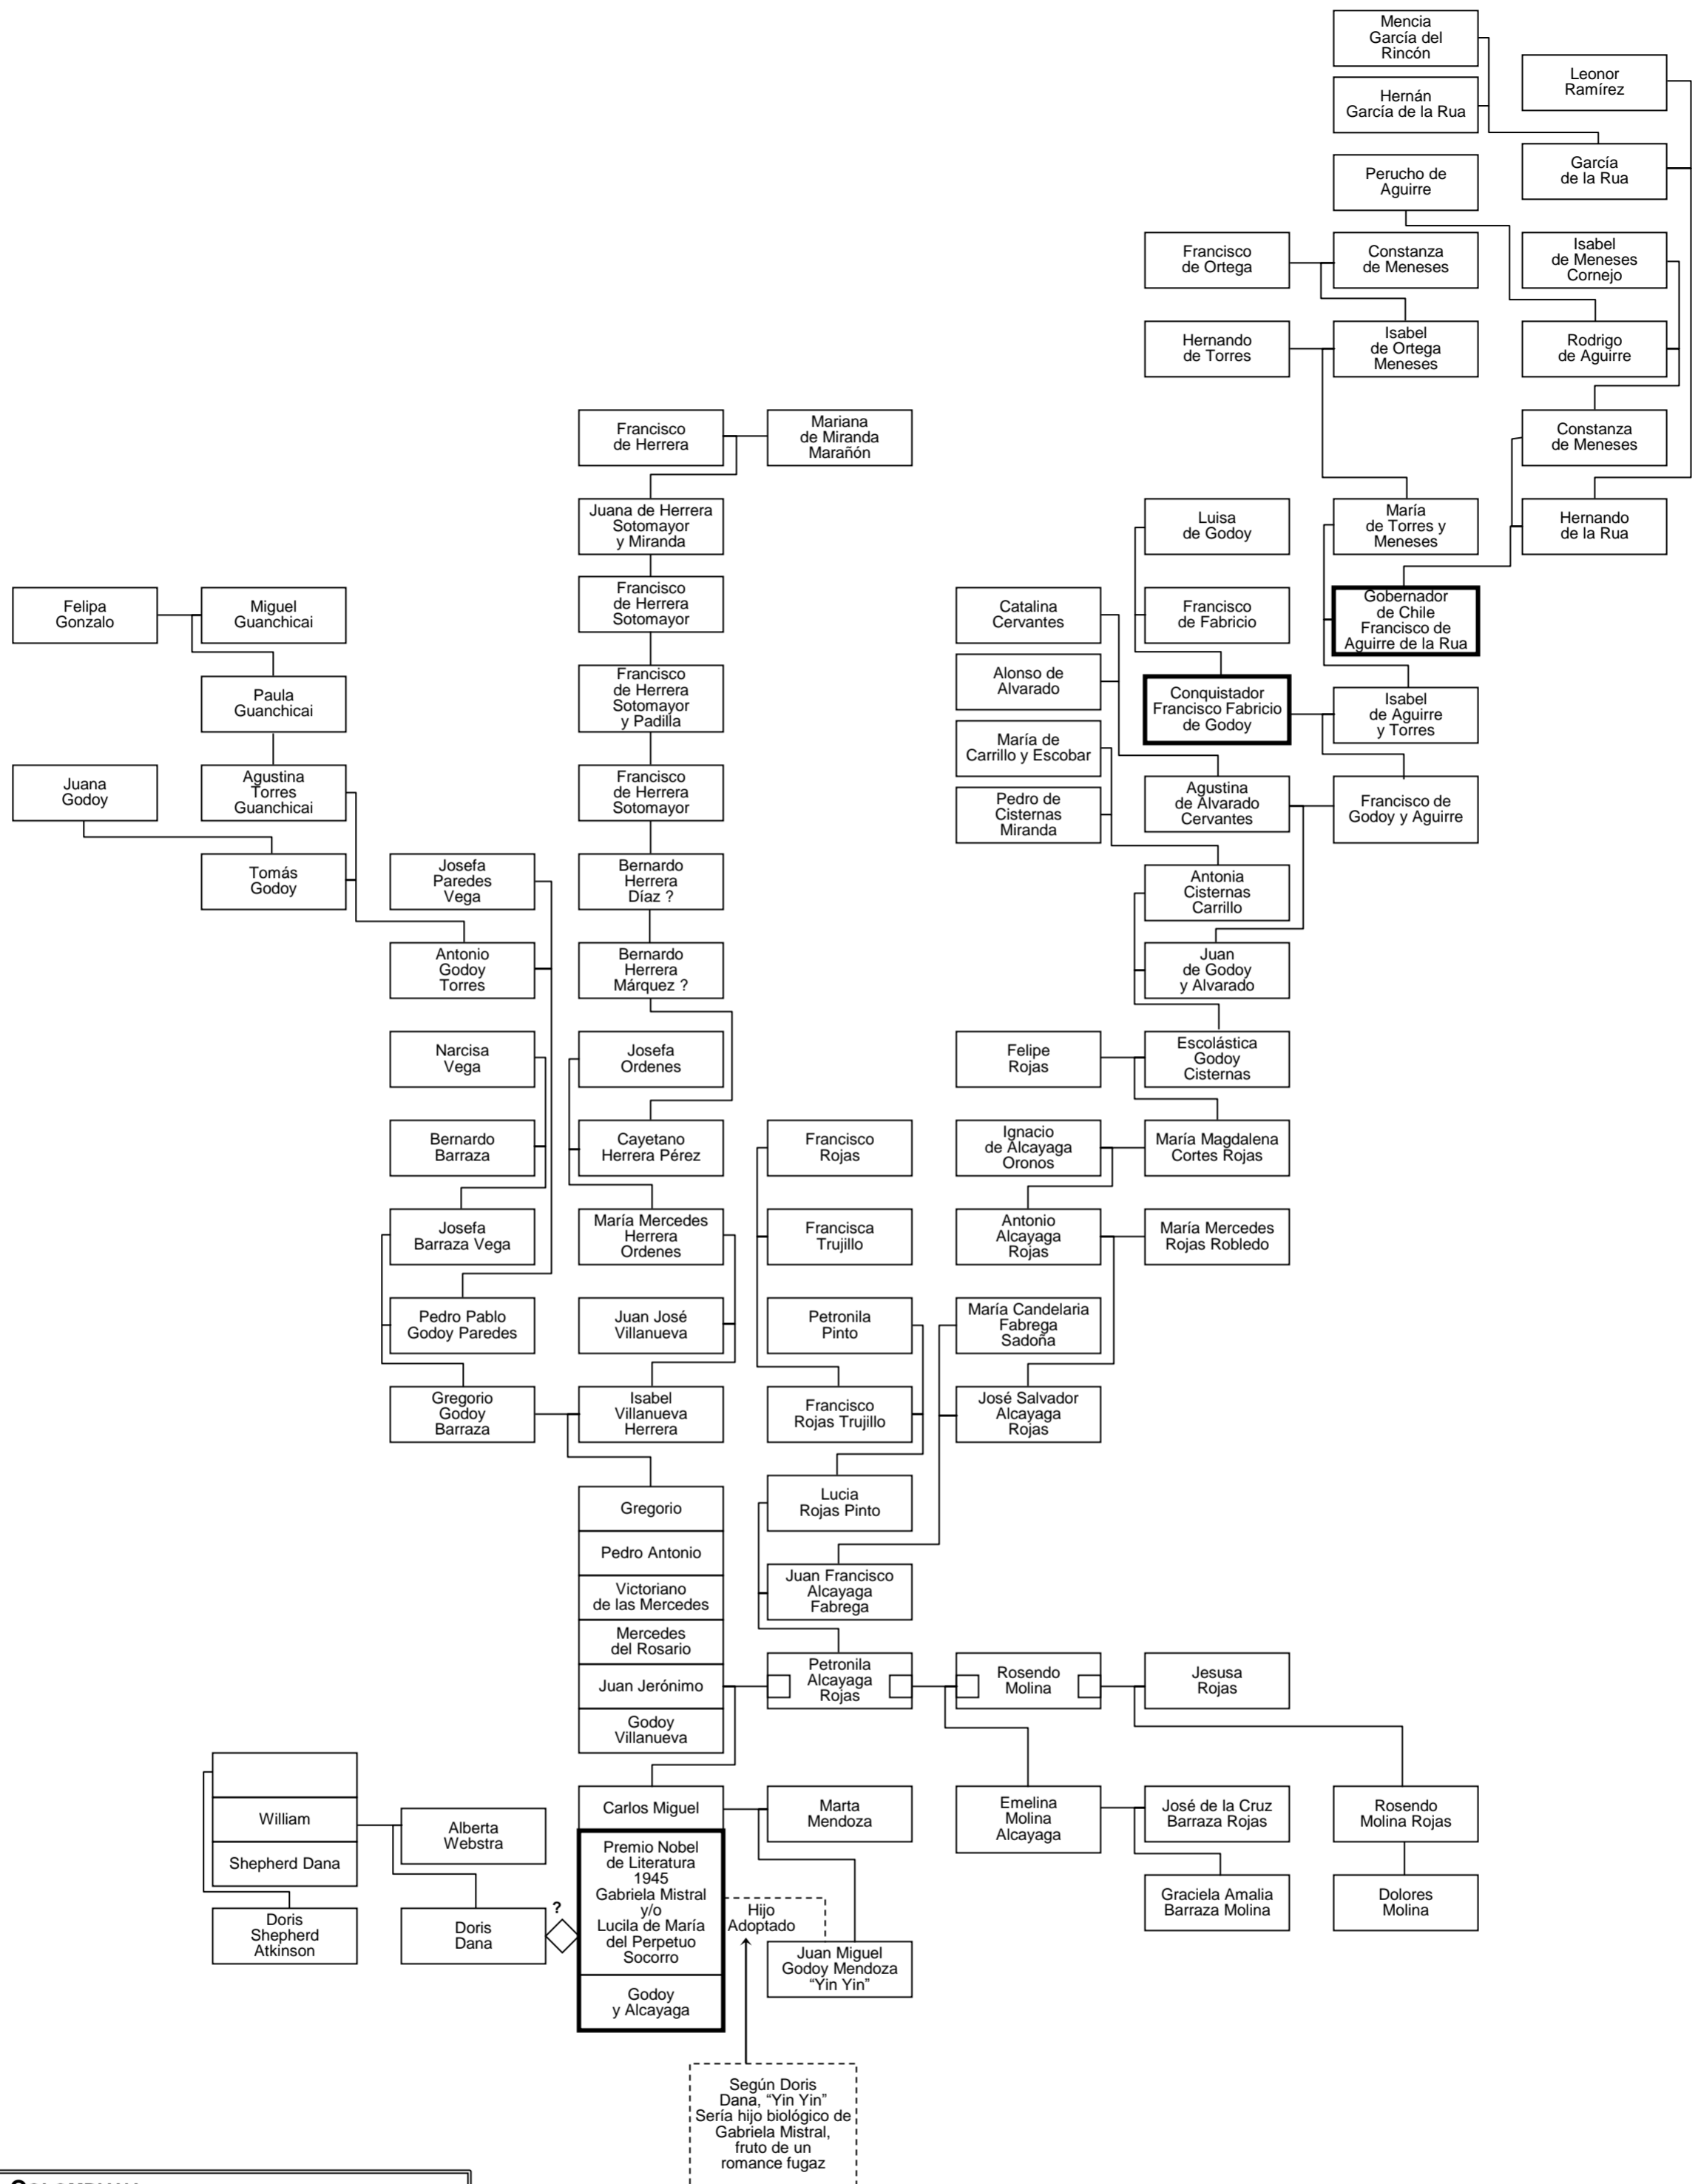 Mencia
García del
Rincón
Leonor
Ramírez
Hernán
García de la Rua
García
de la Rua
Perucho de
Aguirre
Francisco
de Ortega
Constanza
de Meneses
Isabel
de Meneses
Cornejo
Hernando
de Torres
Isabel
de Ortega
Meneses
Rodrigo
de Aguirre
Francisco
de Herrera
Mariana
de Miranda
Marañón
Constanza
de Meneses
Juana de Herrera
Sotomayor
y Miranda
Luisa
de Godoy
María
de Torres y
Meneses
Hernando
de la Rua
Felipa
Gonzalo
Miguel
Guanchicai
Francisco
de Herrera
Sotomayor
Catalina
Cervantes
Francisco
de Fabricio
Gobernador
de Chile
Francisco de
Aguirre de la Rua
Paula
Guanchicai
Francisco
de Herrera
Sotomayor
y Padilla
Alonso de
Alvarado
Conquistador
Francisco Fabricio
de Godoy
Isabel
de Aguirre
y Torres
María de
Carrillo y Escobar
Juana
Godoy
Agustina
Torres
Guanchicai
Francisco
de Herrera
Sotomayor
Pedro de
Cisternas
Miranda
Agustina
de Alvarado
Cervantes
Francisco de
Godoy y Aguirre
Tomás
Godoy
Josefa
Paredes
Vega
Bernardo
Herrera
Díaz ?
Antonia
Cisternas
Carrillo
Antonio
Godoy
Torres
Bernardo
Herrera
Márquez ?
Juan
de Godoy
y Alvarado
Narcisa
Vega
Josefa
Ordenes
Felipe
Rojas
Escolástica
Godoy
Cisternas
Bernardo
Barraza
Cayetano
Herrera Pérez
Francisco
Rojas
Ignacio
de Alcayaga
Oronos
María Magdalena
Cortes Rojas
Josefa
Barraza Vega
María Mercedes
Herrera
Ordenes
Francisca
Trujillo
Antonio
Alcayaga
Rojas
María Mercedes
Rojas Robledo
Pedro Pablo
Godoy Paredes
Juan José
Villanueva
Petronila
Pinto
María Candelaria
Fabrega
Sadoña
Gregorio
Godoy
Barraza
Isabel
Villanueva
Herrera
Francisco
Rojas Trujillo
José Salvador
Alcayaga
Rojas
Gregorio
Lucia
Rojas Pinto
Pedro Antonio
Victoriano
de las Mercedes
Juan Francisco
Alcayaga
Fabrega
Mercedes
del Rosario
Juan Jerónimo
Petronila
Alcayaga
Rojas
Rosendo
Molina
Jesusa
Rojas
Godoy
Villanueva
William
Shepherd Dana
Alberta
Webstra
Carlos Miguel
Marta
Mendoza
Emelina
Molina
Alcayaga
José de la Cruz
Barraza Rojas
Rosendo
Molina Rojas
Doris
Shepherd
Atkinson
Doris
Dana
?
Premio Nobel
de Literatura
1945
Gabriela Mistral
y/o
Lucila de María
del Perpetuo
Socorro
Godoy
y Alcayaga
Hijo
Adoptado
Juan Miguel
Godoy Mendoza
“Yin Yin”
Graciela Amalia
Barraza Molina
Dolores
Molina
Según Doris
Dana, “Yin Yin”
Sería hijo biológico de
Gabriela Mistral,
fruto de un
romance fugaz